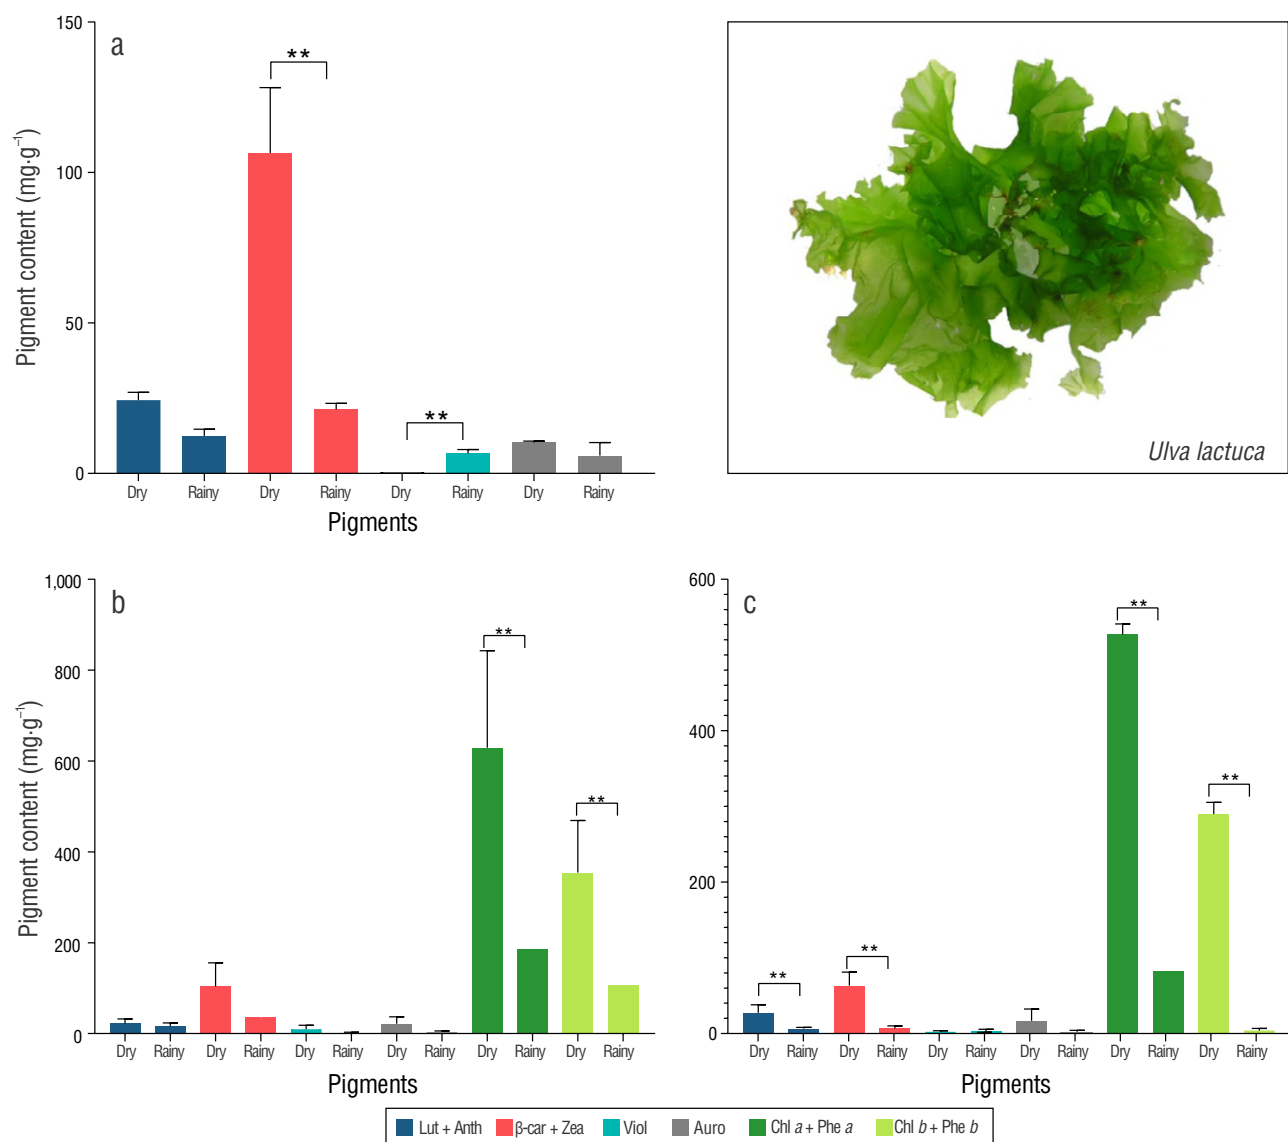 a
Pigment content (mg·g⁻¹)
150
100
50
0
**
**
Dry Rainy Dry Rainy Dry Rainy Dry Rainy
Pigments
Ulva lactuca
b
Pigment content (mg·g⁻¹)
1,000
800
600
400
200
0
**
**
Dry Rainy Dry Rainy Dry Rainy Dry Rainy Dry Rainy Dry Rainy
Pigments
c
600
400
200
0
**
**
**
**
Dry Rainy Dry Rainy Dry Rainy Dry Rainy Dry Rainy Dry Rainy
Pigments
Lut + Anth β-car + Zea Viol Auro Chl a + Phe a Chl b + Phe b